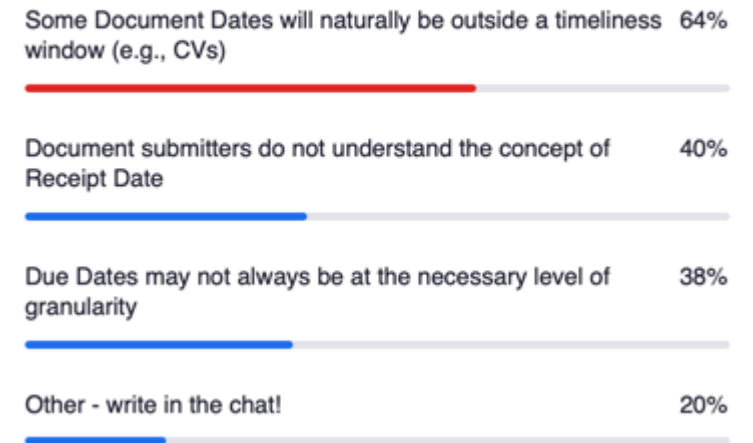 Some Document Dates will naturally be outside a timeliness 64%
window (e.g., CVs)
Document submitters do not understand the concept of 40%
Receipt Date
Due Dates may not always be at the necessary level of 38%
granularity
Other - write in the chat! 20%